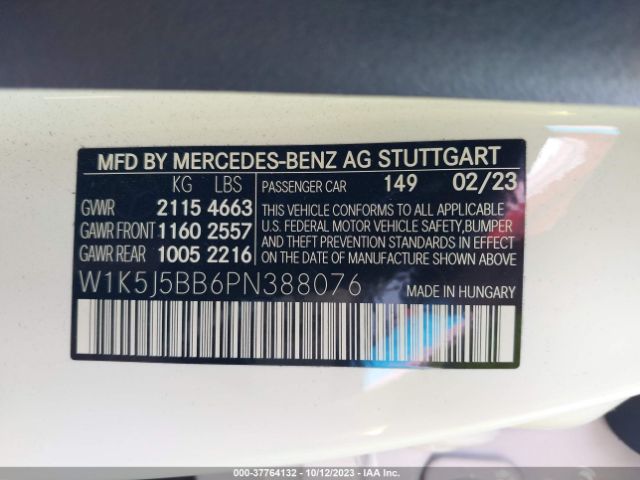 MFD BY MERCEDES-BENZ AG STUTTGART
KG LBS
GVWR 2115 4663
GAWR FRONT 1160 2557
GAWR REAR 1005 2216
PASSENGER CAR 149 02/23
THIS VEHICLE CONFORMS TO ALL APPLICABLE
U.S. FEDERAL MOTOR VEHICLE SAFETY,BUMPER
AND THEFT PREVENTION STANDARDS IN EFFECT
ON THE DATE OF MANUFACTURE SHOWN ABOVE
W1K5J5BB6PN388076 MADE IN HUNGARY
000-37764132 - 10/12/2023 - IAA Inc.